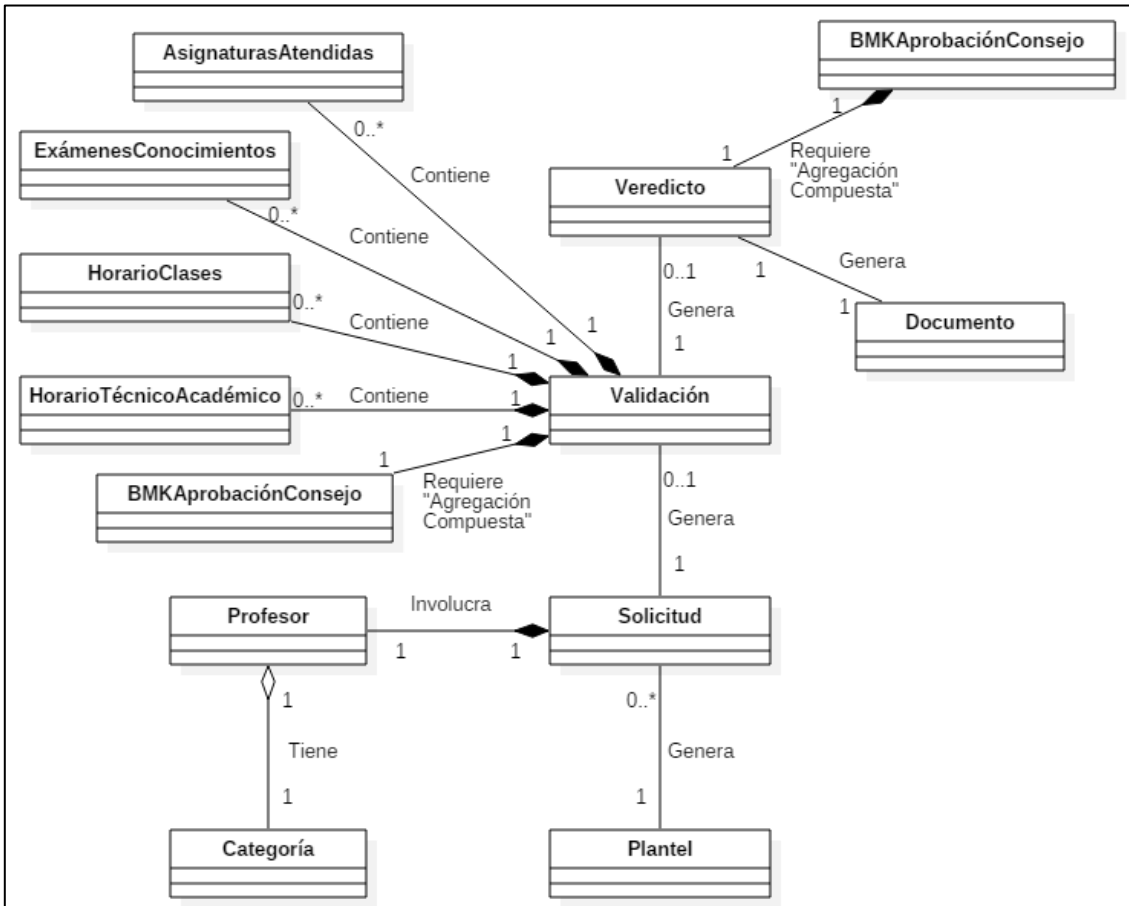 AsignaturasAtendidas
BMKAprobaciónConsejo
0..*
1
ExámenesConocimientos
Contiene
1
Requiere
"Agregación
Compuesta"
Veredicto
0..*
Contiene
HorarioClases
0..1
1
Genera
0..*
Contiene
Genera
1
Documento
1
1
1
1
HorarioTécnicoAcadémico
0..*
Contiene
1
Validación
1
1
BMKAprobaciónConsejo
Requiere
"Agregación
Compuesta"
0..1
Genera
1
Profesor
Involucra
Solicitud
1
1
1
0..*
Tiene
Genera
1
1
Categoría
Plantel